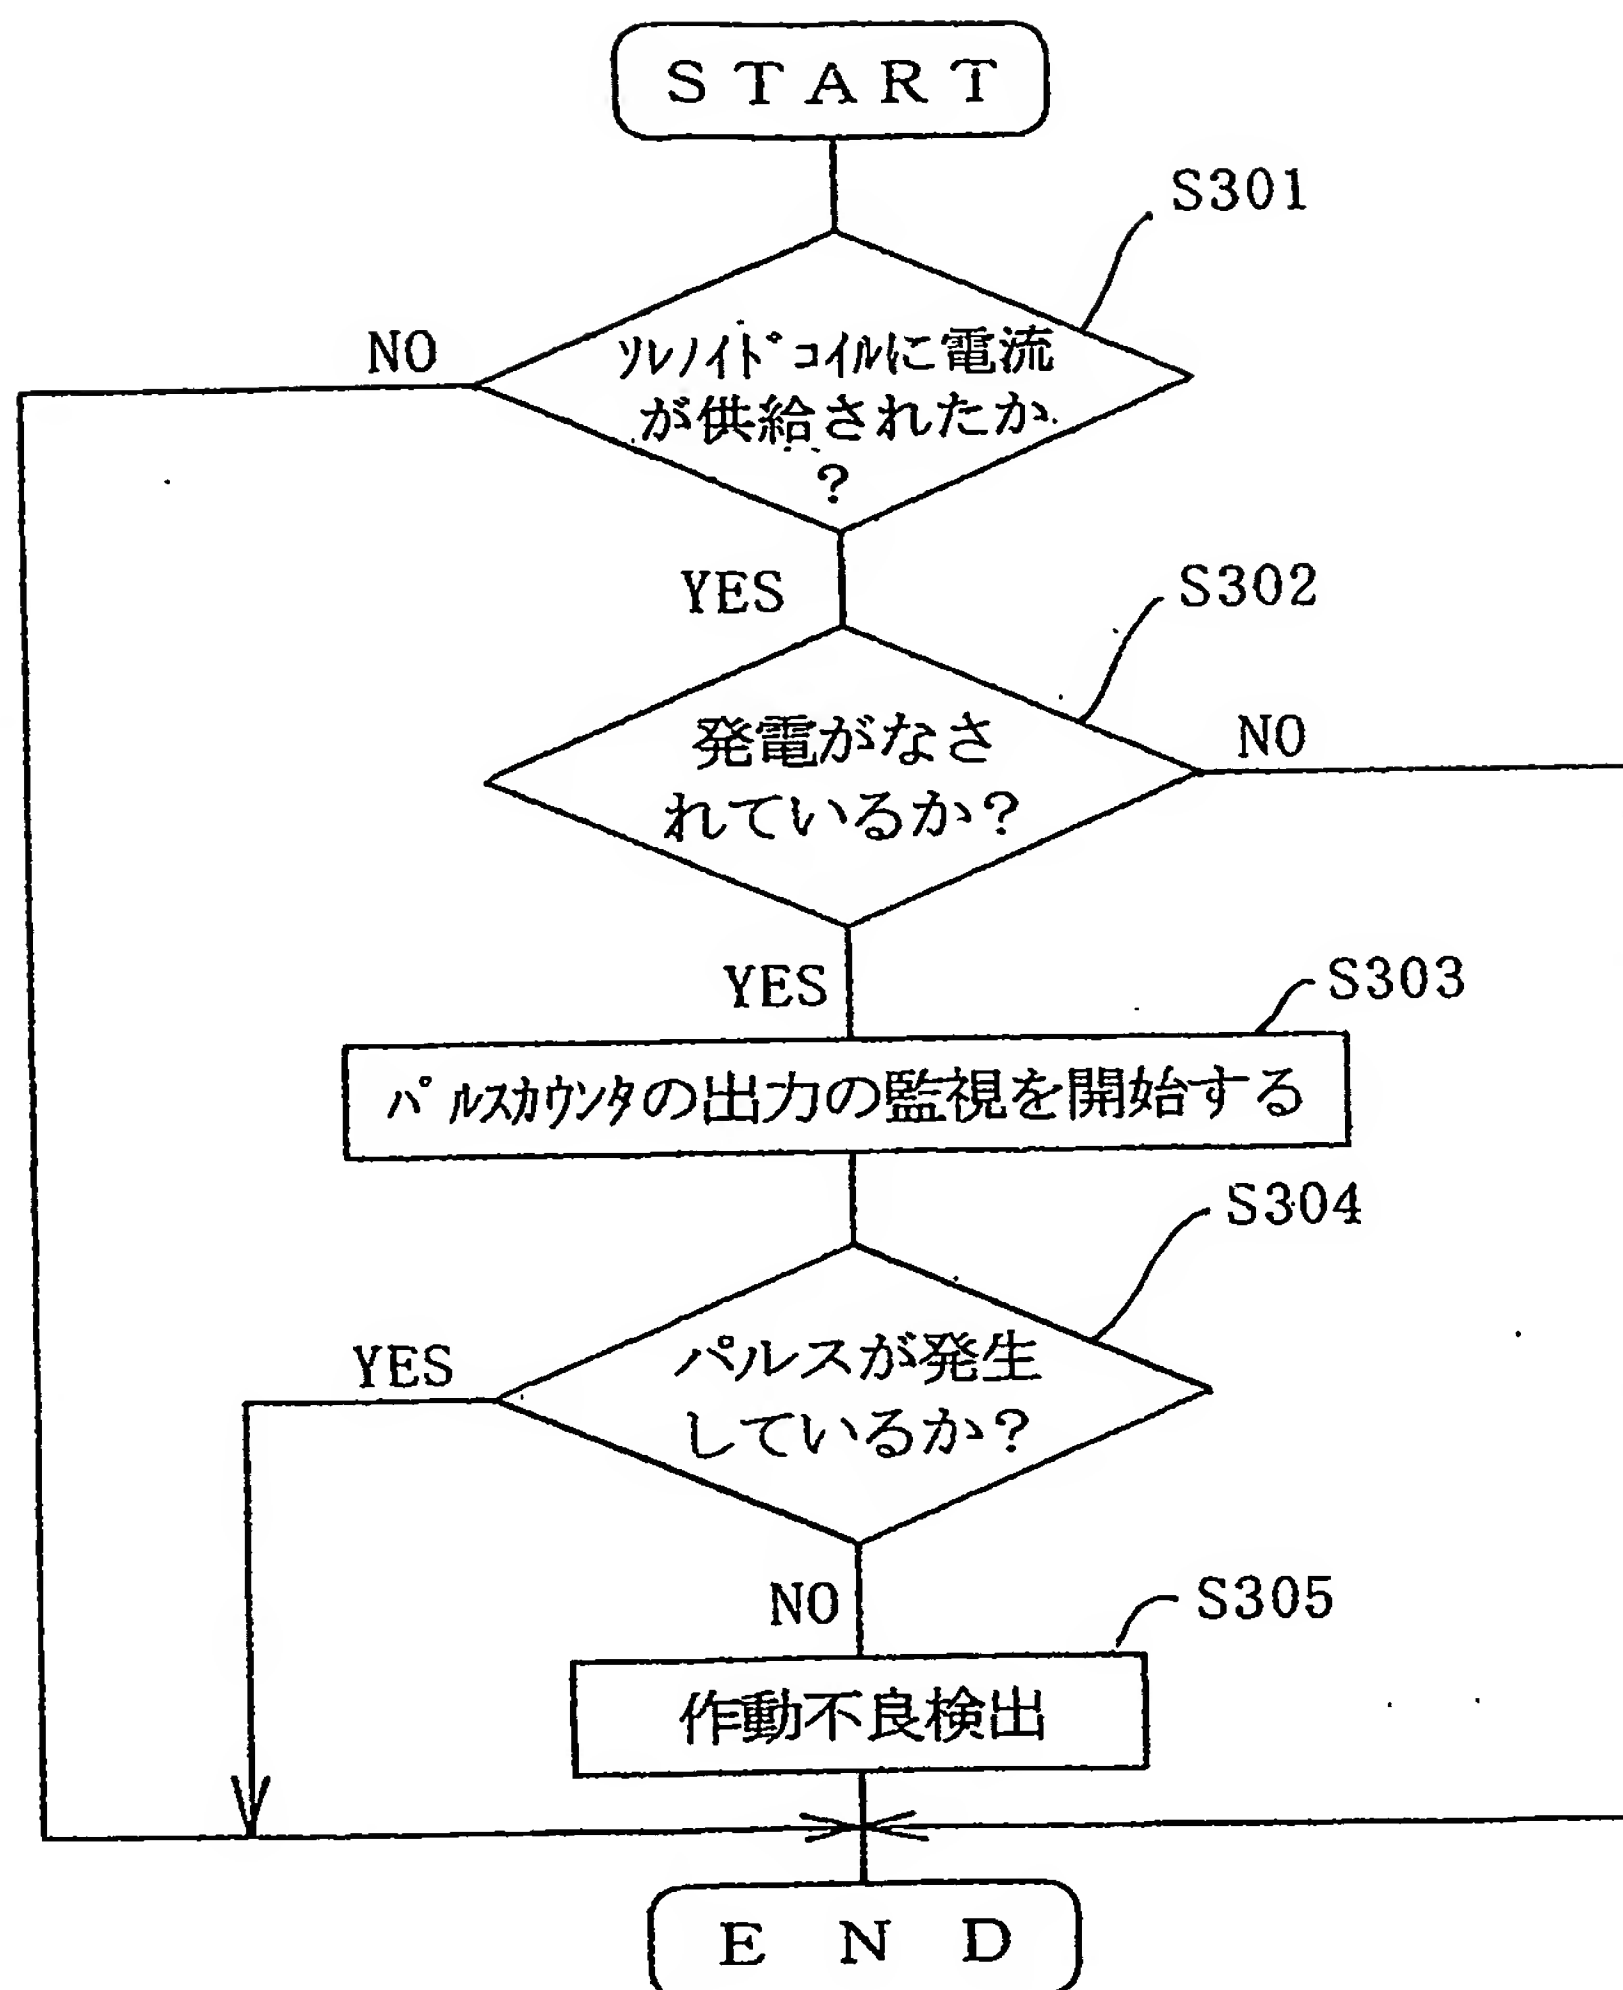 START
S301
NO
ｿﾚﾉｲﾄﾞｺｲﾙに電流
が供給されたか
？
YES
S302
発電がなさ
れているか？
NO
YES
S303
ﾊﾟﾙｽｶｳﾝﾀの出力の監視を開始する
S304
YES
パルスが発生
しているか？
NO
S305
作動不良検出
END